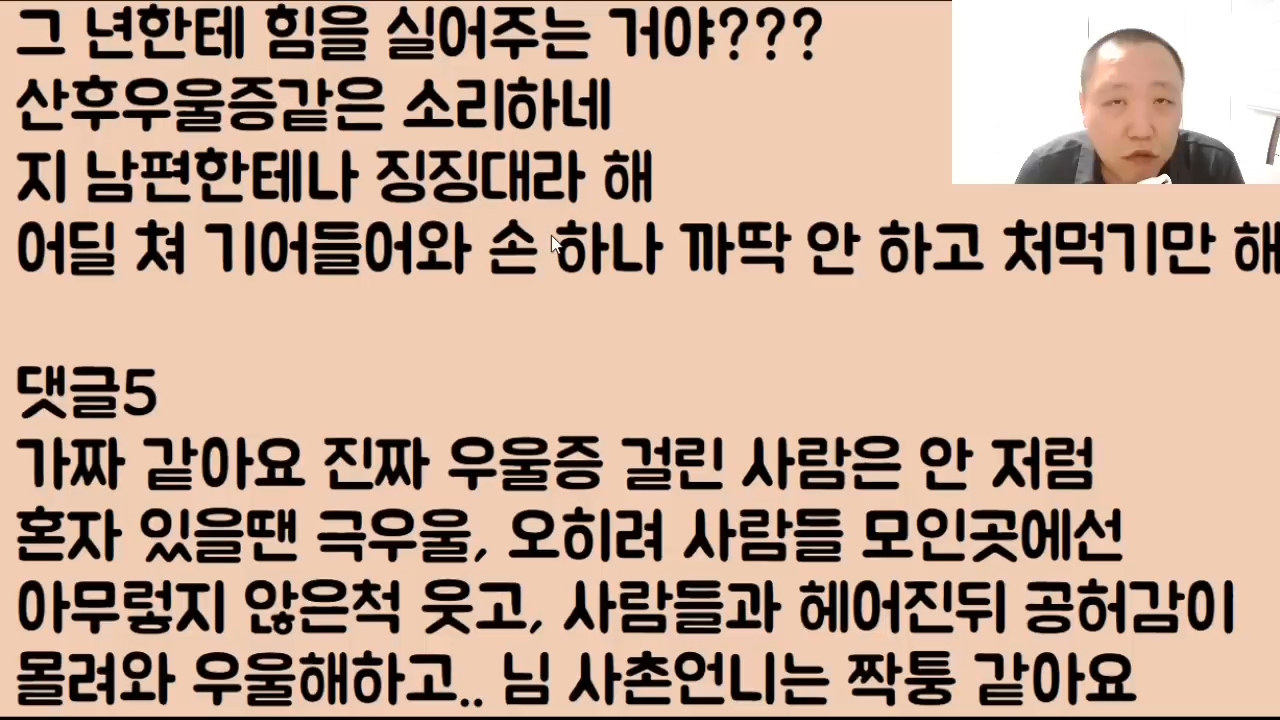 그 년한테 힘을 실어주는 거야???
산후우울증같은 소리하네
지 남편한테나 징징대라 해
어딜 쳐 기어들어와 손 하나 까딱 안 하고 처먹기만 해
댓글5
가짜 같아요 진짜 우울증 걸린 사람은 안 저럼
혼자 있을땐 극우울, 오히려 사람들 모인곳에선
아무렇지 않은척 웃고, 사람들과 헤어진뒤 공허감이
몰려와 우울해하고.. 님 사촌언니는 짝퉁 같아요